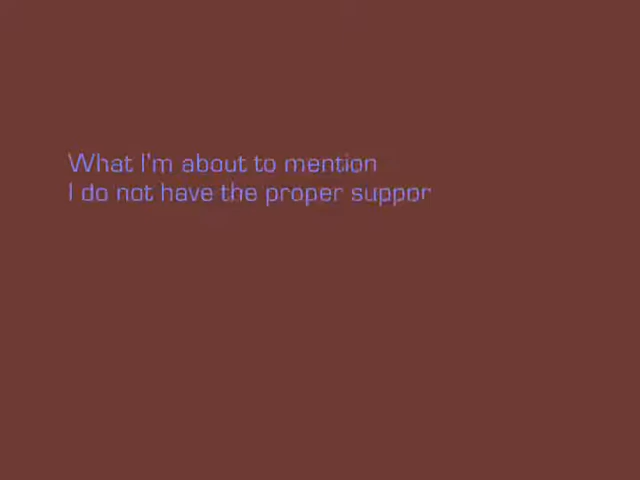 What I'm about to mention
I do not have the proper suppor